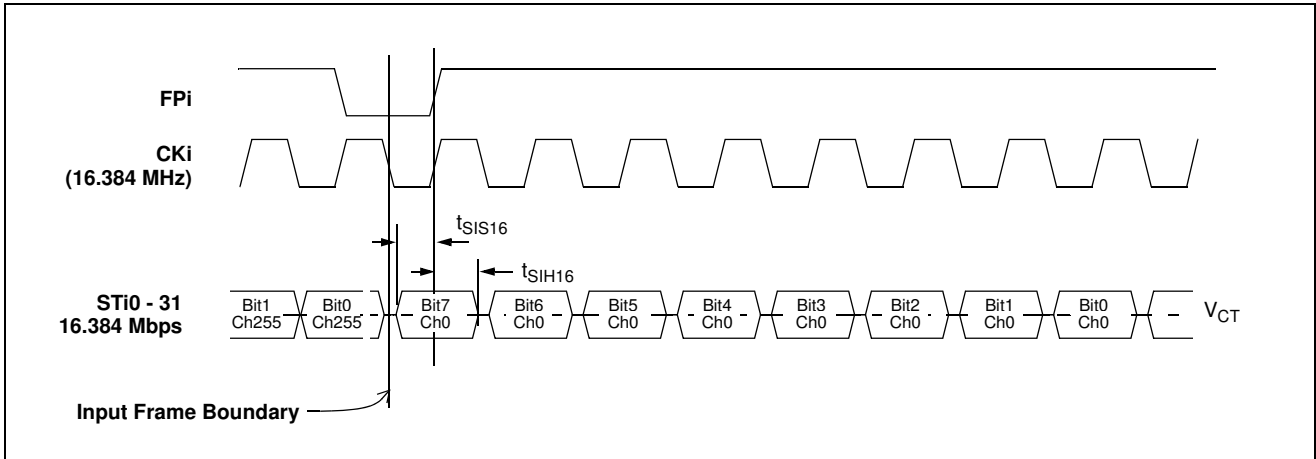 FPi
CKi
(16.384 MHz)
tSIS16
tSIH16
STi0 - 31
16.384 Mbps
Bit1
Ch255
Bit0
Ch255
Bit7
Ch0
Bit6
Ch0
Bit5
Ch0
Bit4
Ch0
Bit3
Ch0
Bit2
Ch0
Bit1
Ch0
Bit0
Ch0
VCT
Input Frame Boundary